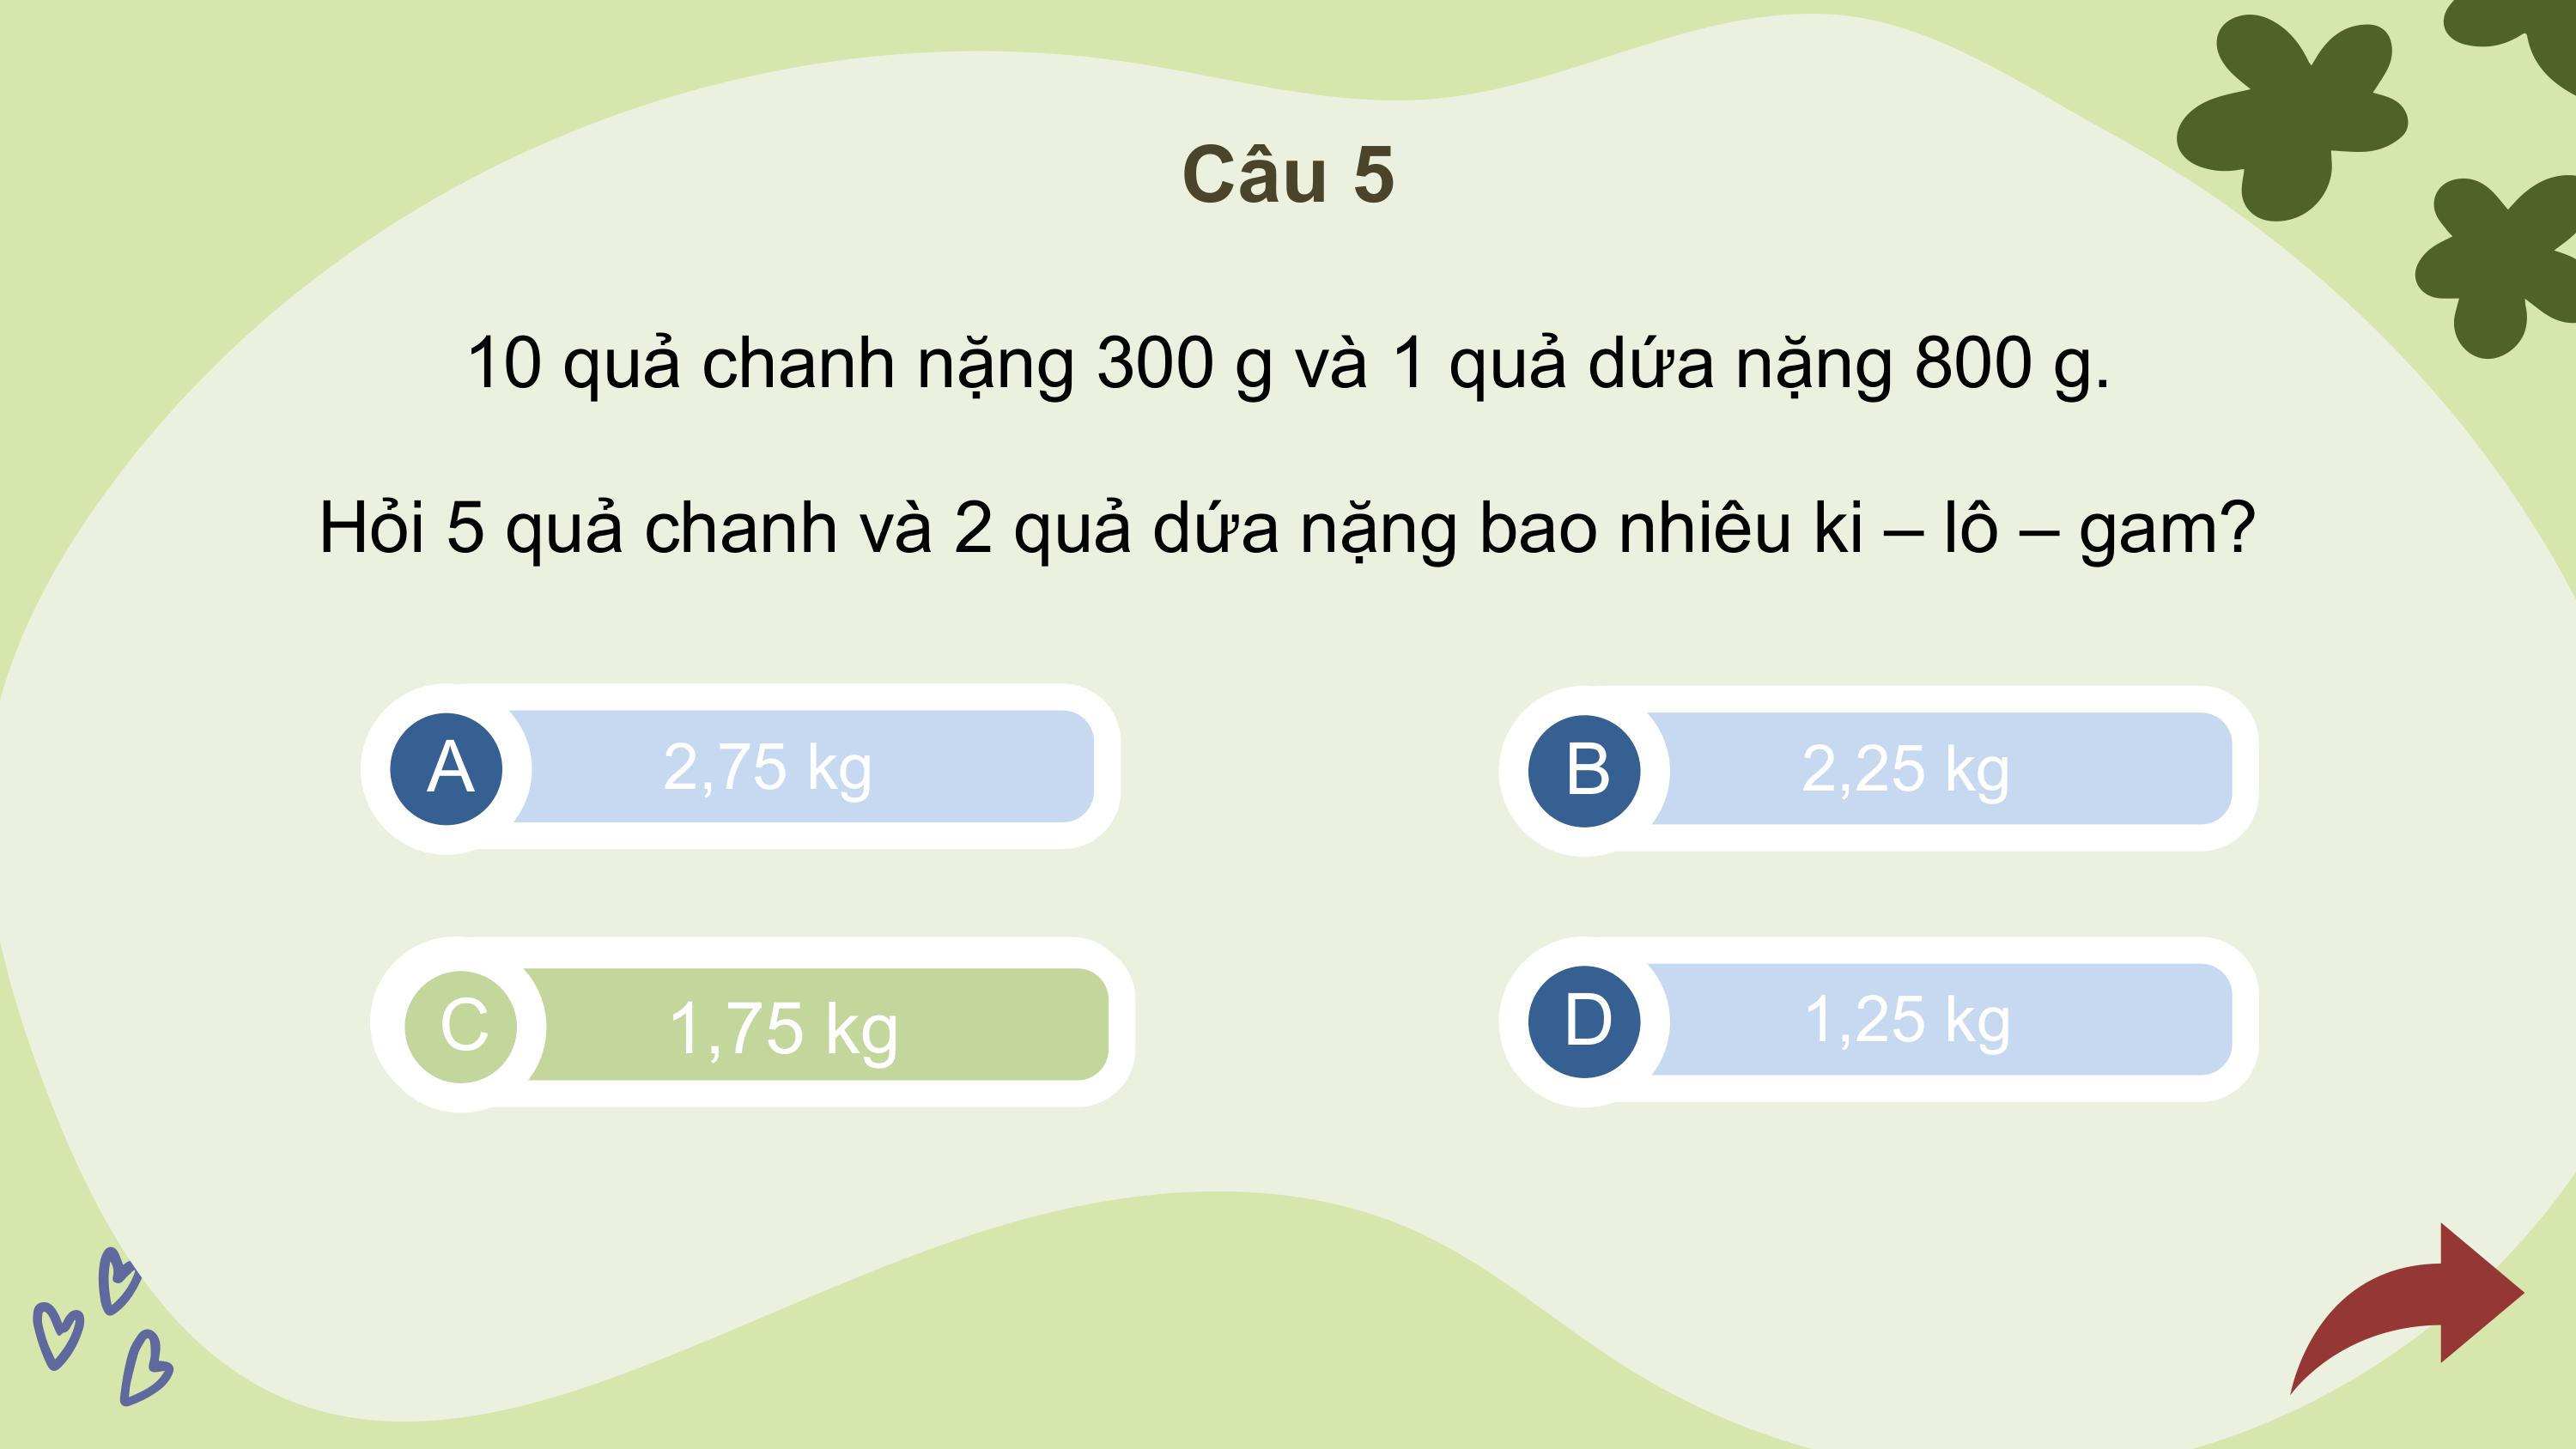 Câu 5
10 quả chanh nặng 300 g và 1 quả dứa nặng 800 g.
Hỏi 5 quả chanh và 2 quả dứa nặng bao nhiêu ki – lô – gam?
A 2,75 kg
B 2,25 kg
C 1,75 kg
D 1,25 kg